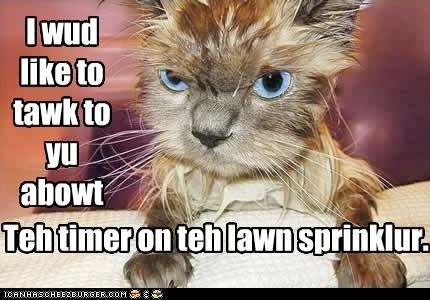 I wud
like to
tawk to
yu
abowt
Teh timer on teh lawn sprinklur.
ICANHASCHEEZBURGER.COM